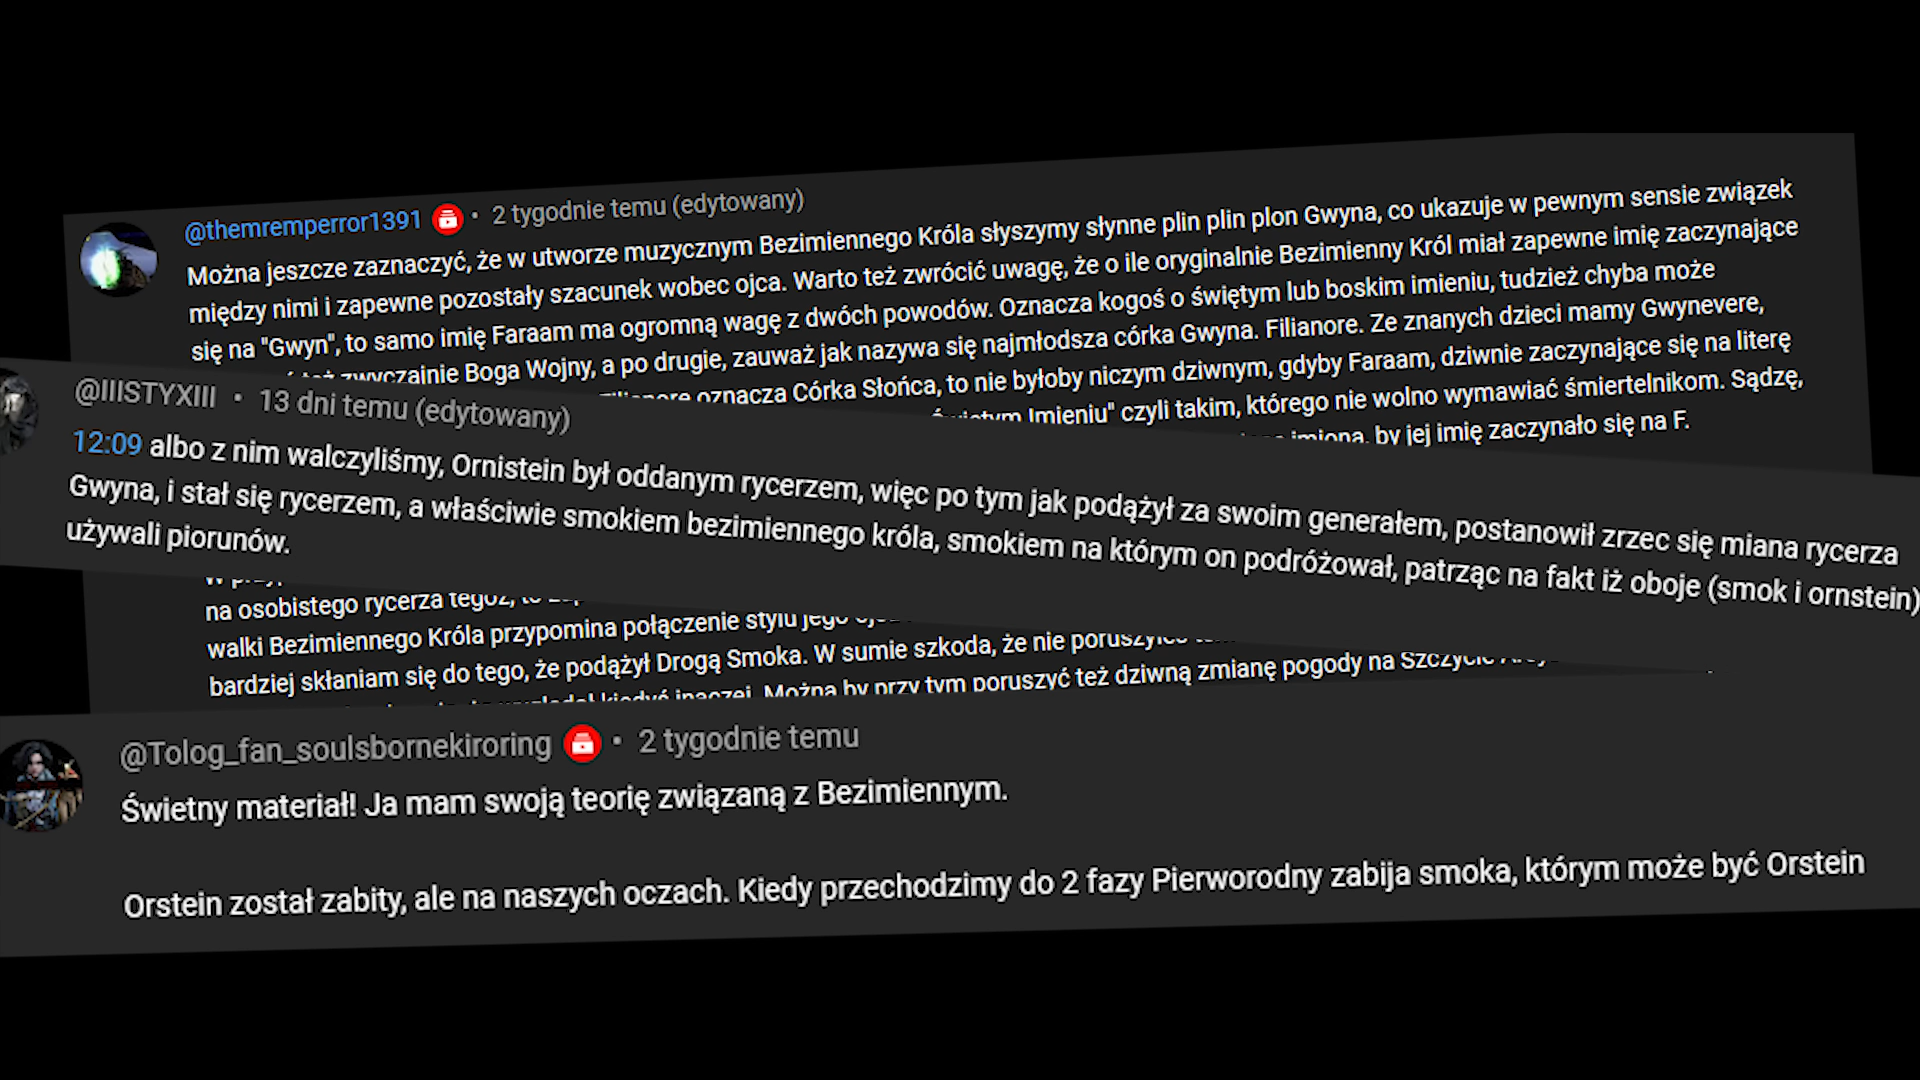 @themremperror1391 • 2 tygodnie temu (edytowany)
Można jeszcze zaznaczyć, że w utworze muzycznym Bezimiennego Króla słyszymy słynne plin plin plon Gwyna, co ukazuje w pewnym sensie związek
między nimi i zapewne pozostały szacunek wobec ojca. Warto też zwrócić uwagę, że o ile oryginalnie Bezimienny Król miał zapewne imię zaczynające
się na "Gwyn", to samo imię Faraam ma ogromną wagę z dwóch powodów. Oznacza kogoś o świętym lub boskim imieniu, tudzież chyba może
też zwyczajnie Boga Wojny, a po drugie, zauważ jak nazywa się najmłodsza córka Gwyna. Filianore. Ze znanych dzieci mamy Gwynevere,
oznacza Córka Słońca, to nie byłoby niczym dziwnym, gdyby Faraam, dziwnie zaczynające się na literę
Imieniu" czyli takim, którego nie wolno wymawiać śmiertelnikom. Sądzę,
imiona, by jej imię zaczynało się na F.
@IIISTYXIII • 13 dni temu (edytowany)
12:09 albo z nim walczyliśmy, Ornistein był oddanym rycerzem, więc po tym jak podążył za swoim generałem, postanowił zrzec się miana rycerza
Gwyna, i stał się rycerzem, a właściwie smokiem bezimiennego króla, smokiem na którym on podróżował, patrząc na fakt iż oboje (smok i ornstein)
używali piorunów.
na osobistego rycerza tegoż,
walki Bezimiennego Króla przypomina połączenie stylu jego
bardziej skłaniam się do tego, że podążył Drogą Smoka. W sumie szkoda, że nie
kiedyś inaczej. Można by przy tym poruszyć też dziwną zmianę pogody na Szczycie
@Tolog_fan_soulsbornekiroring • 2 tygodnie temu
Świetny materiał! Ja mam swoją teorię związaną z Bezimiennym.
Orstein został zabity, ale na naszych oczach. Kiedy przechodzimy do 2 fazy Pierworodny zabija smoka, którym może być Orstein